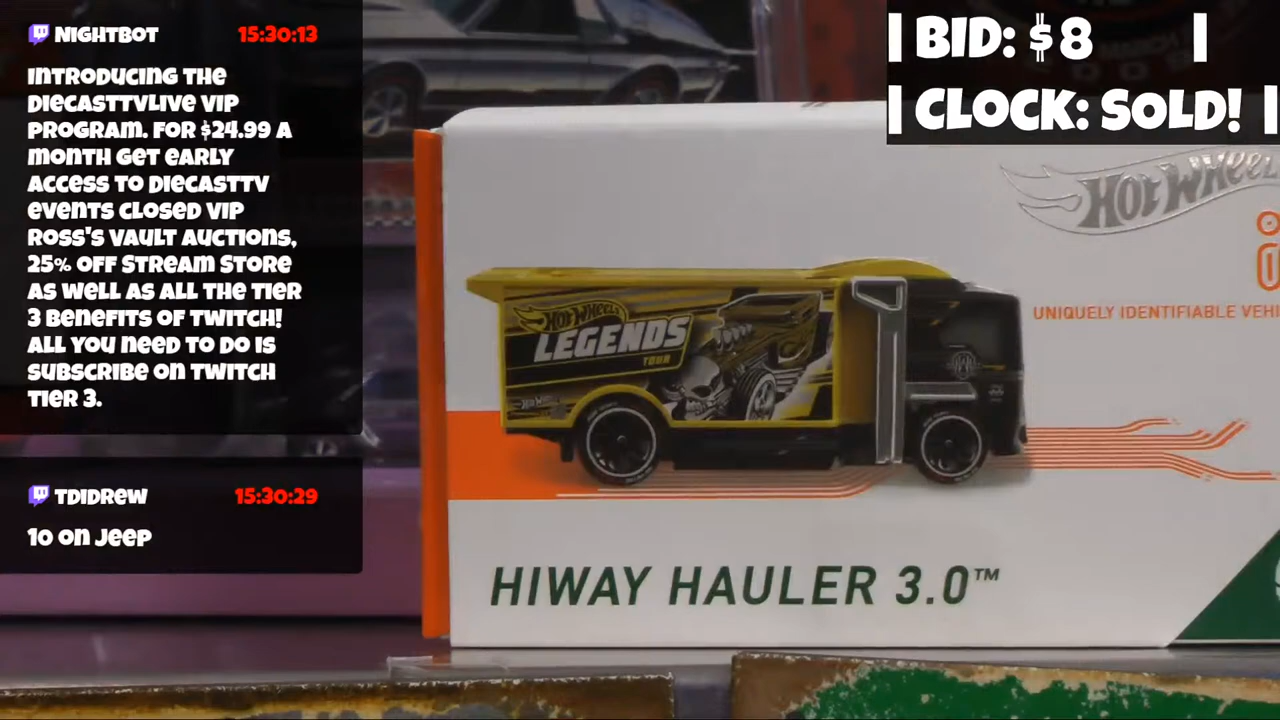 NIGHTBOT 15:30:13
INTRODUCING THE
DIECASTTVLIVE VIP
PROGRAM. FOR $24.99 A
MONTH GET EARLY
ACCESS TO DIECASTTV
EVENTS CLOSED VIP
ROSS'S VAULT AUCTIONS,
25% OFF STREAM STORE
AS WELL AS ALL THE TIER
3 BENEFITS OF TWITCH!
ALL YOU NEED TO DO IS
SUBSCRIBE ON TWITCH
TIER 3.
TDIDREW 15:30:29
10 ON JEEP
| BID: $8 |
| CLOCK: SOLD! |
HOT WHEEL
UNIQUELY IDENTIFIABLE VEHI
HOT WHEELS
LEGENDS
TOUR
HIWAY HAULER 3.0™